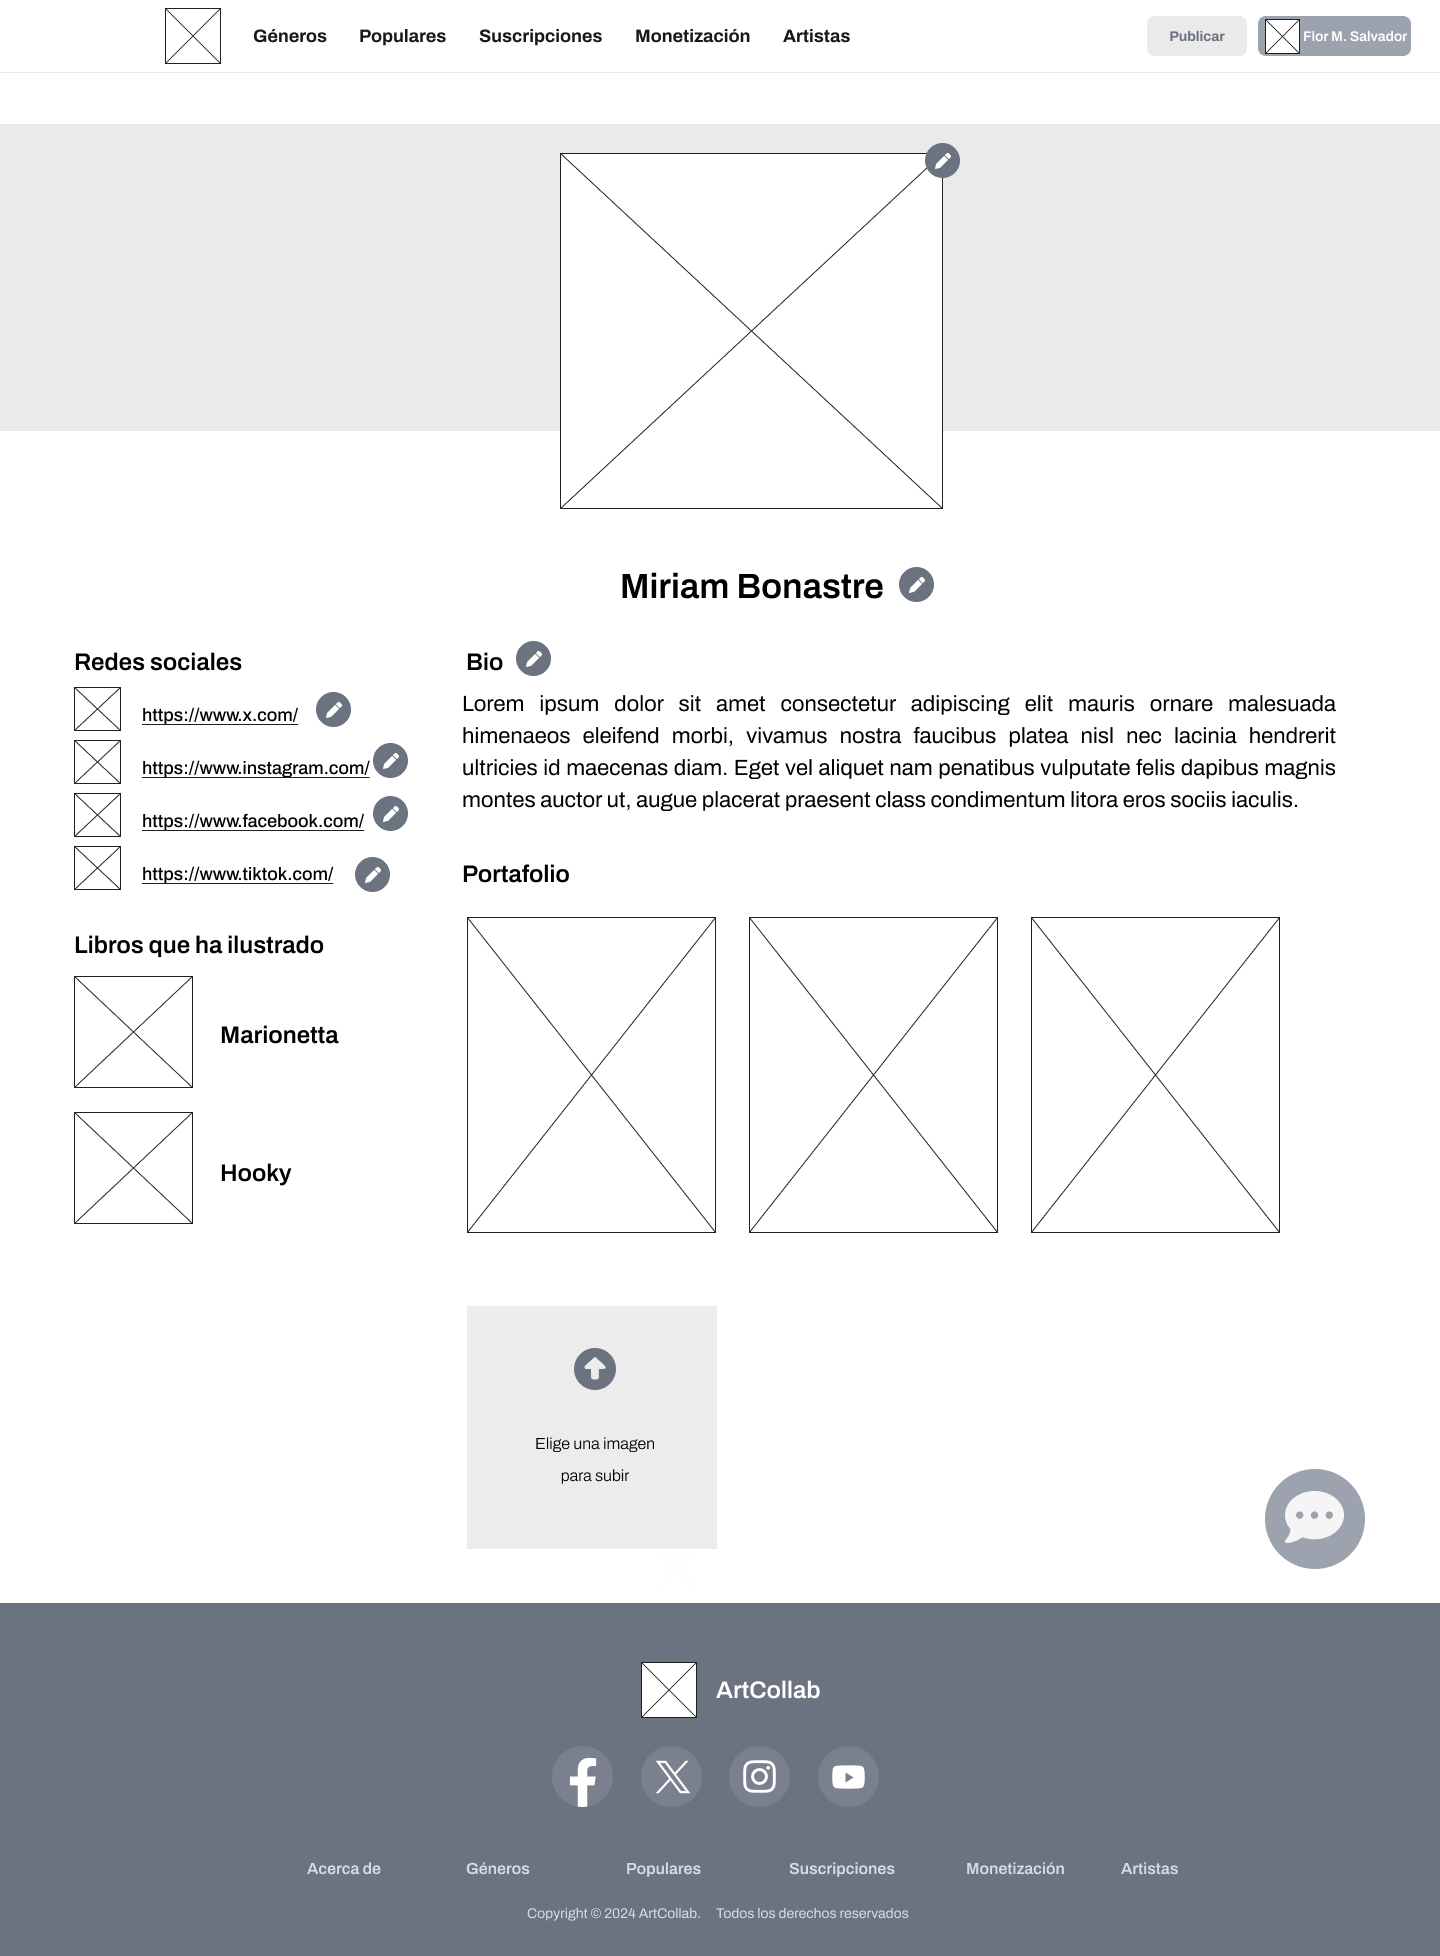 Géneros Populares Suscripciones Monetización Artistas Publicar Flor M. Salvador
Miriam Bonastre
Redes sociales
https://www.x.com/
https://www.instagram.com/
https://www.facebook.com/
https://www.tiktok.com/
Libros que ha ilustrado
Marionetta
Hooky
Bio
Lorem ipsum dolor sit amet consectetur adipiscing elit mauris ornare malesuada
himenaeos eleifend morbi, vivamus nostra faucibus platea nisl nec lacinia hendrerit
ultricies id maecenas diam. Eget vel aliquet nam penatibus vulputate felis dapibus magnis
montes auctor ut, augue placerat praesent class condimentum litora eros sociis iaculis.
Portafolio
Elige una imagen
para subir
ArtCollab
Acerca de Géneros Populares Suscripciones Monetización Artistas
Copyright © 2024 ArtCollab. Todos los derechos reservados